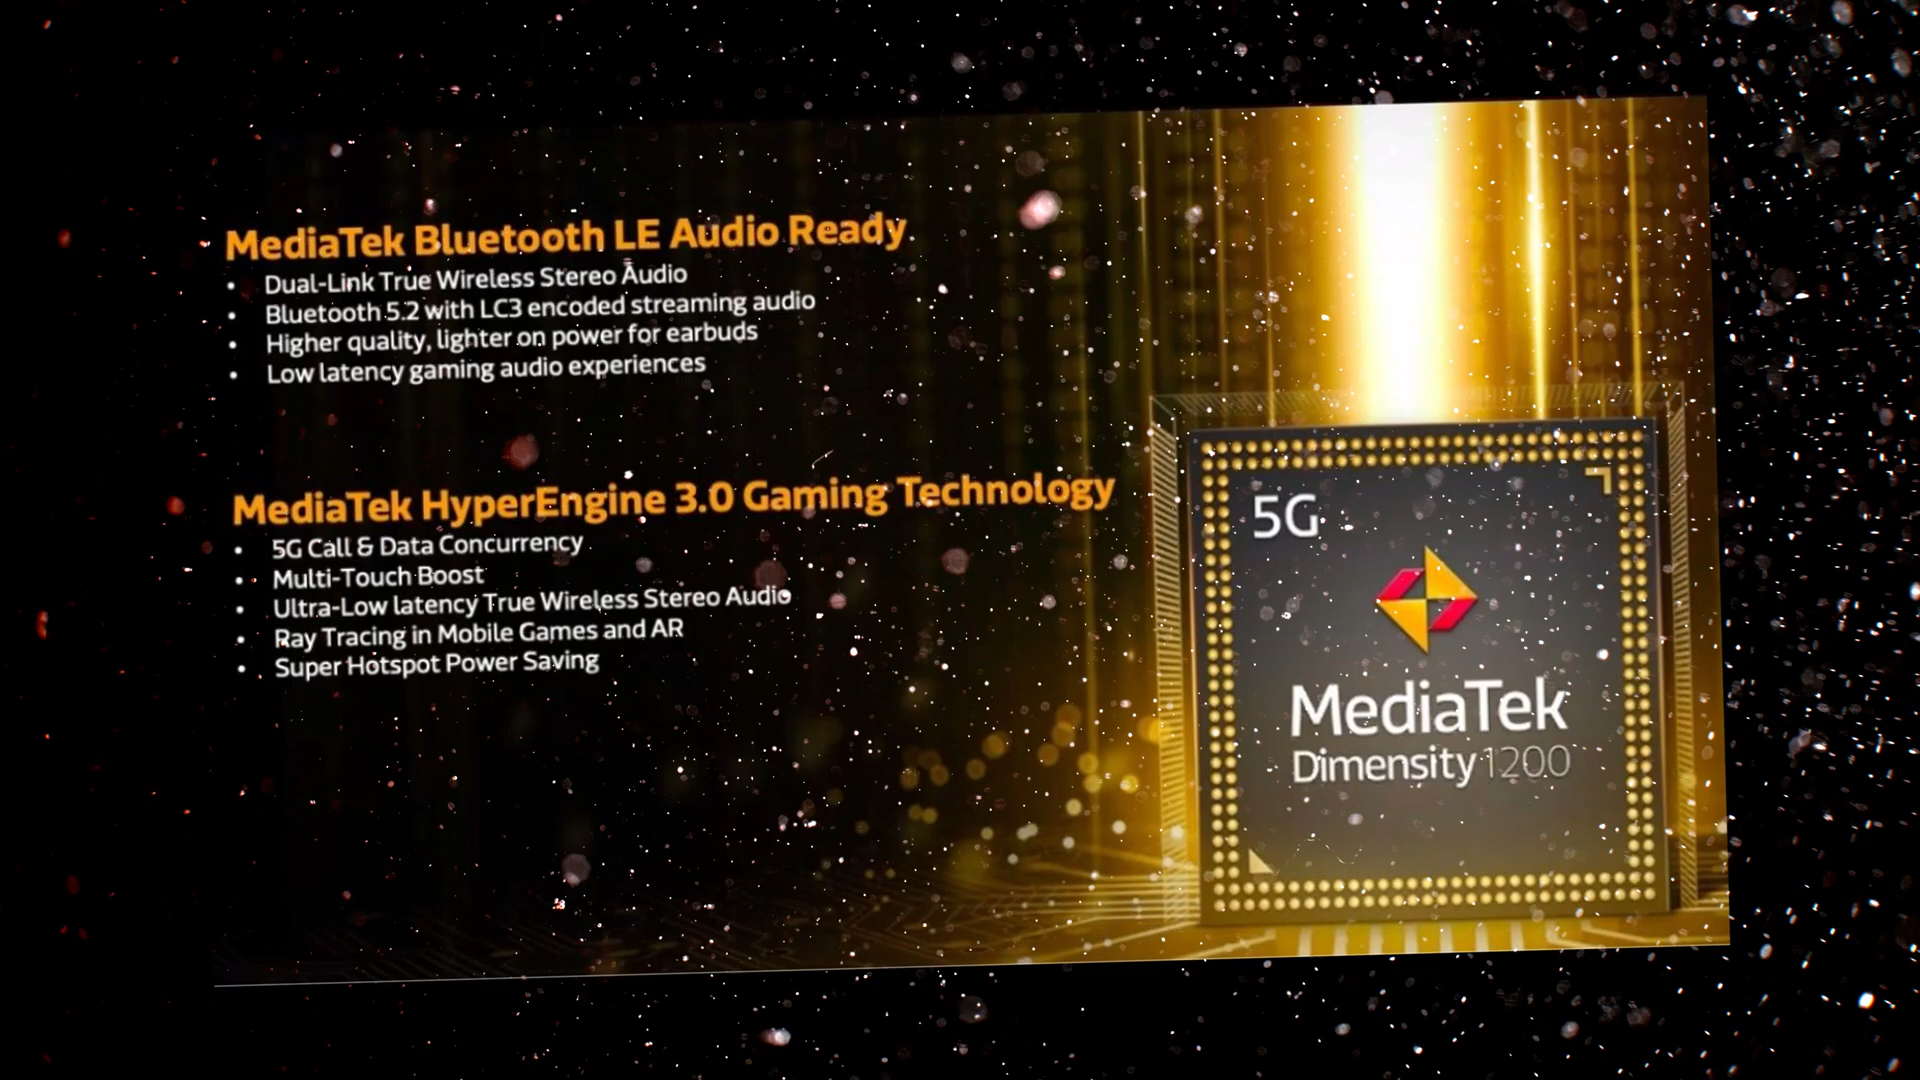 MediaTek Bluetooth LE Audio Ready
• Dual-Link True Wireless Stereo Audio
• Bluetooth 5.2 with LC3 encoded streaming audio
• Higher quality, lighter on power for earbuds
• Low latency gaming audio experiences
MediaTek HyperEngine 3.0 Gaming Technology
• 5G Call & Data Concurrency
• Multi-Touch Boost
• Ultra-Low latency True Wireless Stereo Audio
• Ray Tracing in Mobile Games and AR
• Super Hotspot Power Saving
5G
MediaTek
Dimensity 1200